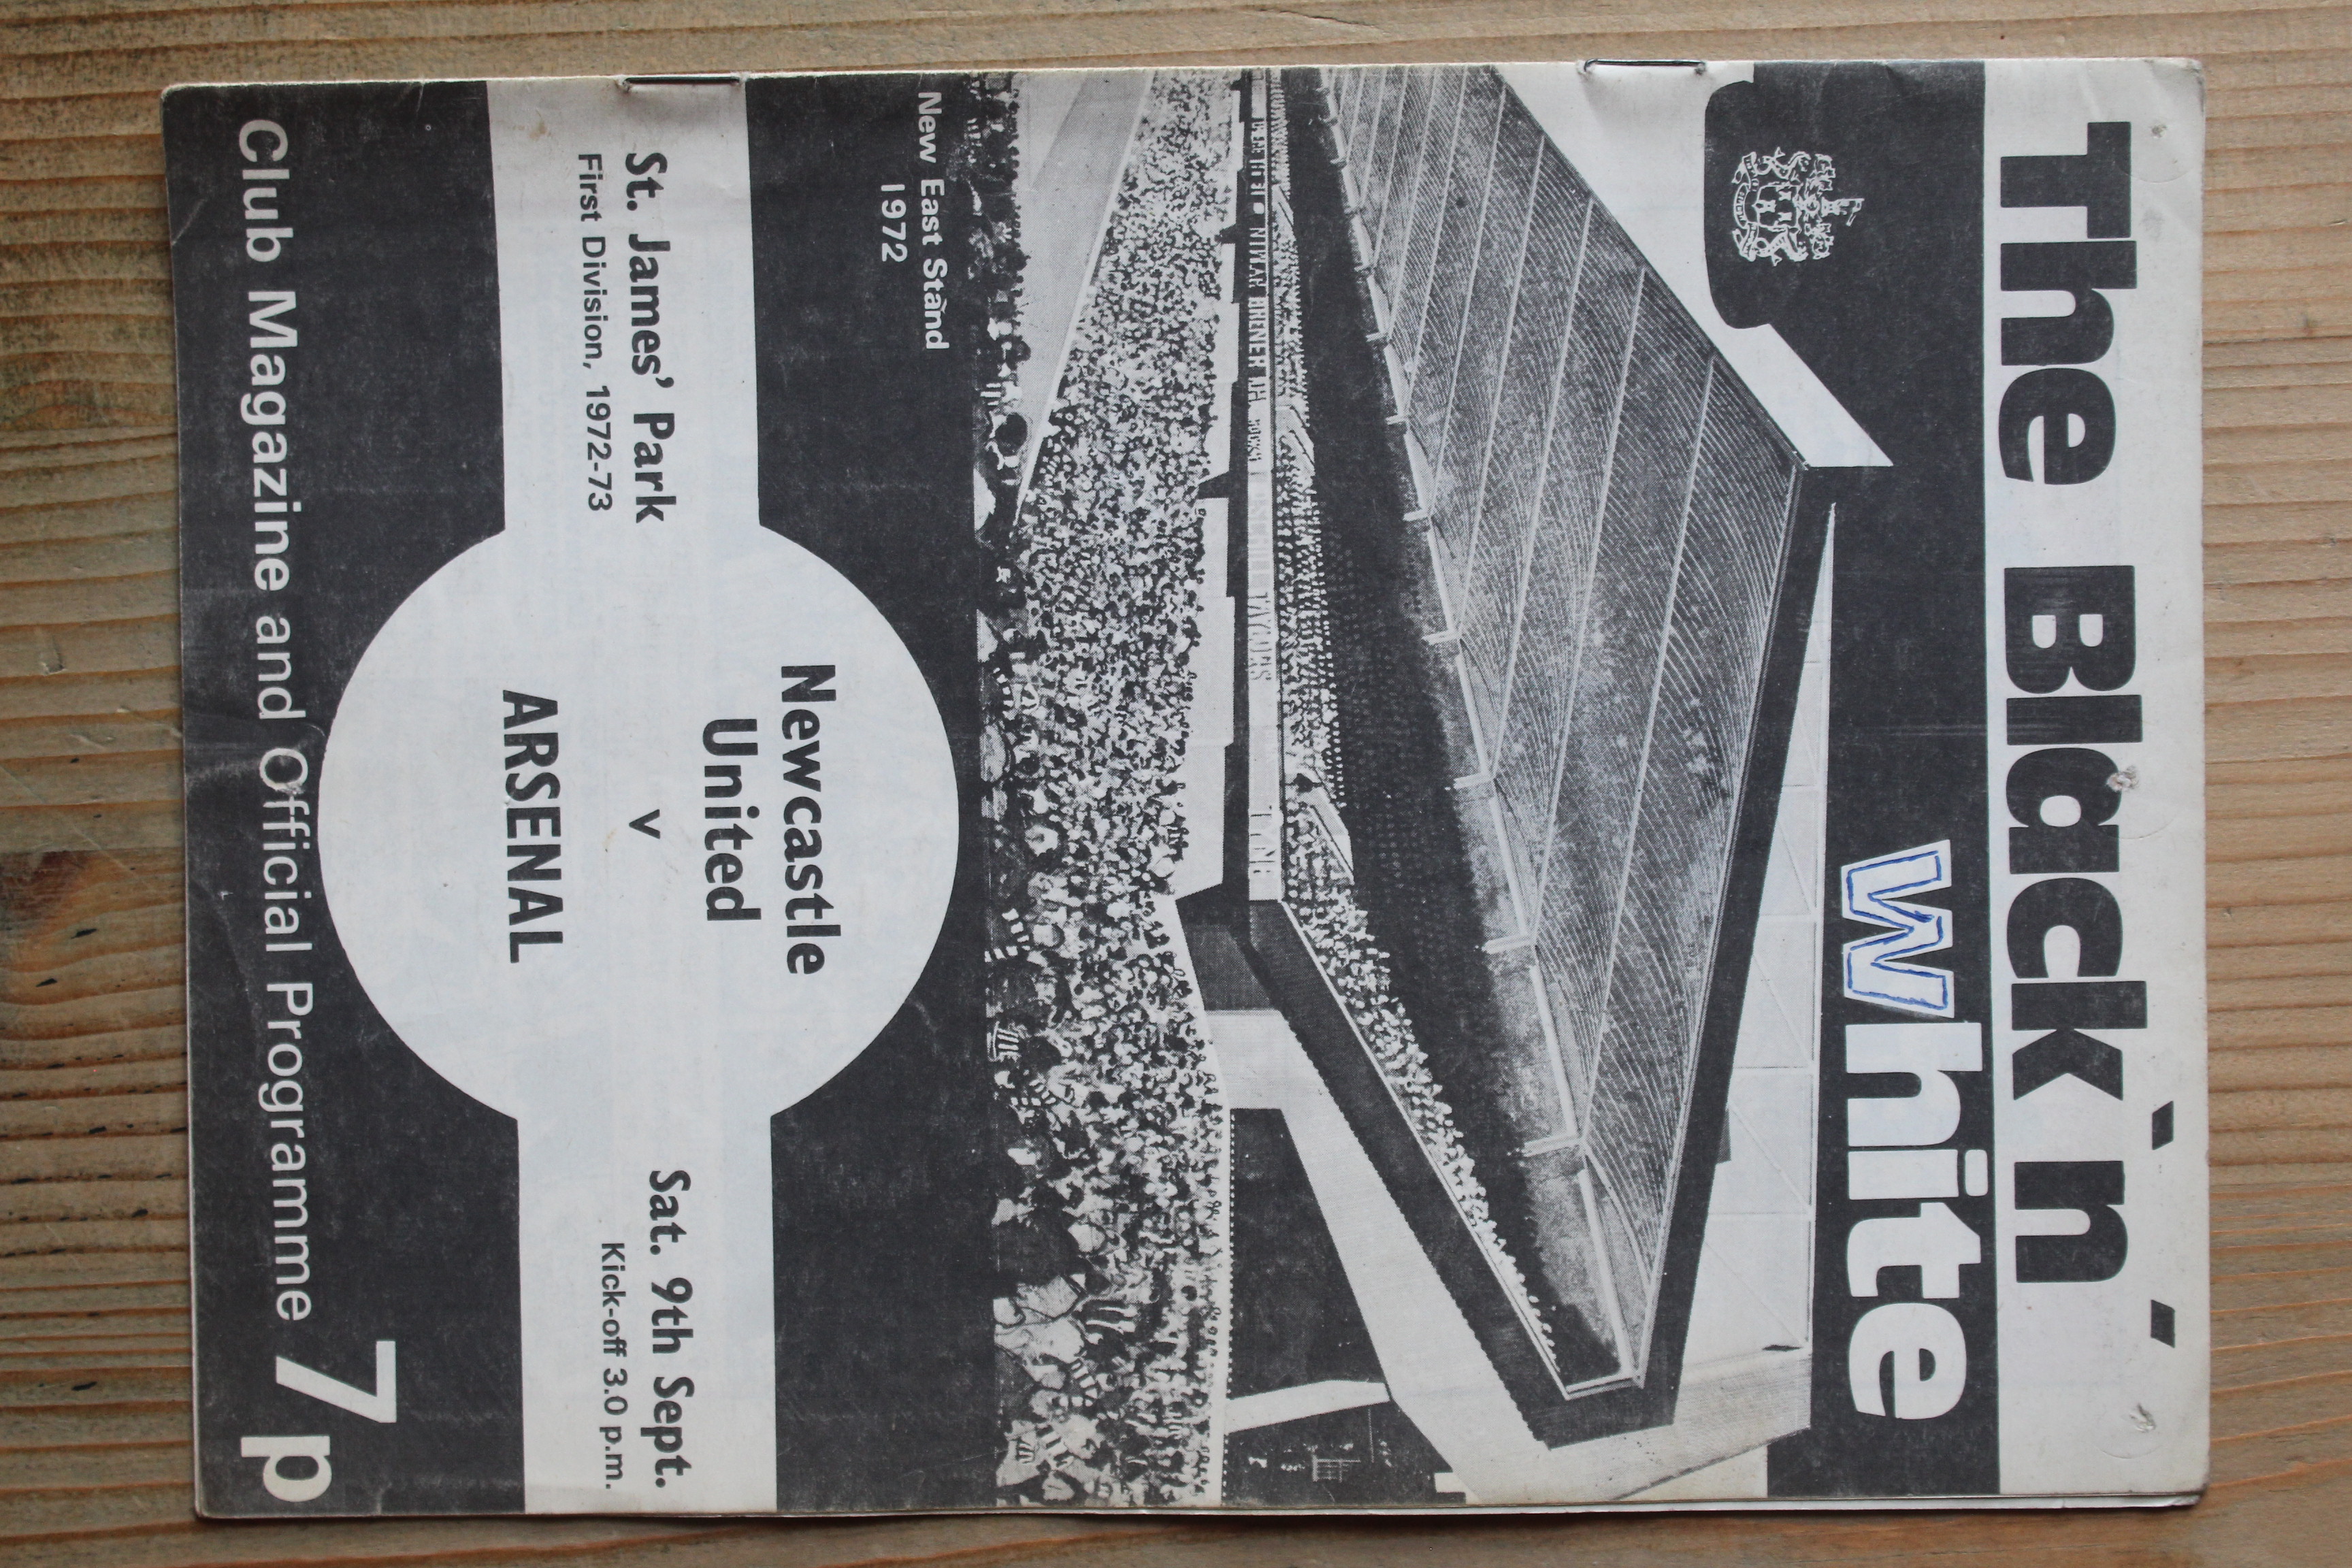 The Black 'n'
white
New East Stand
1972
Newcastle
United
v
ARSENAL
St. James' Park
First Division, 1972-73
Sat. 9th Sept.
Kick-off 3.0 p.m.
Club Magazine and Official Programme 7p